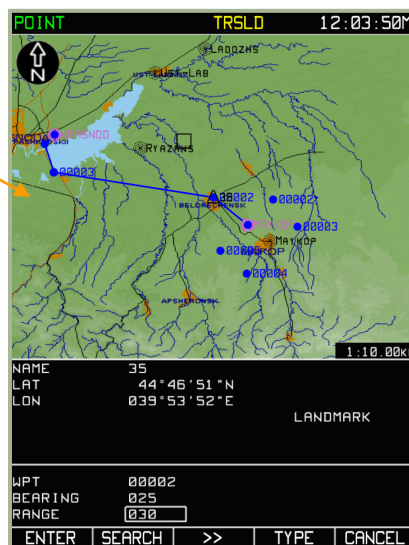 POINT TRSLD 12:03:50M
LADOZHS
N
UST-LAB
RYAZANS
00003
00002
00002
BELORECHENSK
00003
MAYKOP
00004
APSHERONSK
1:10.00км
NAME 35
LAT 44°46'51"N
LON 039°53'52"E
LANDMARK
WPT 00002
BEARING 025
RANGE 030
ENTER SEARCH >> TYPE CANCEL